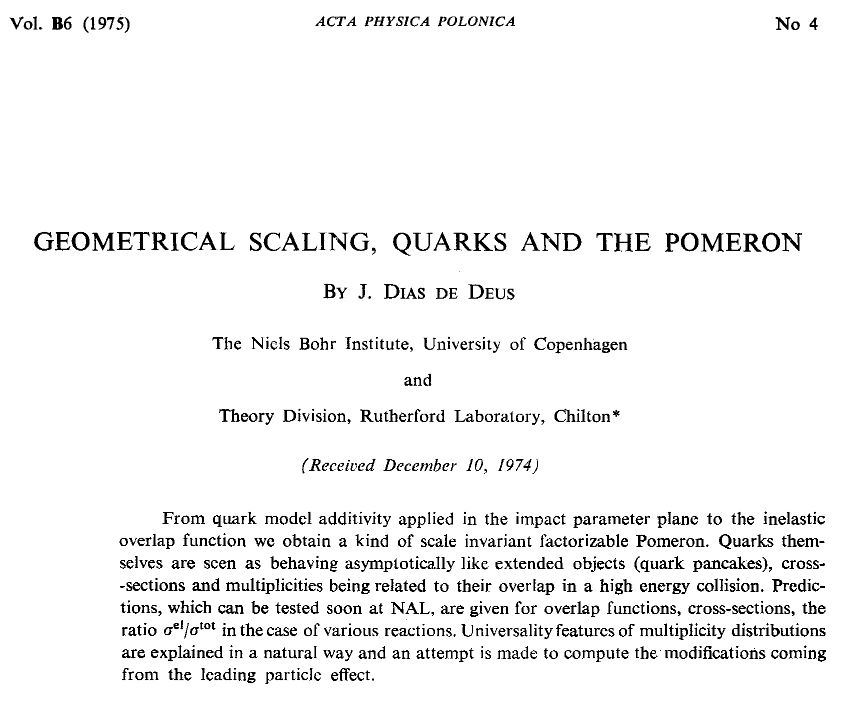 Vol. B6 (1975) ACTA PHYSICA POLONICA No 4
GEOMETRICAL SCALING, QUARKS AND THE POMERON
BY J. DIAS DE DEUS
The Niels Bohr Institute, University of Copenhagen
and
Theory Division, Rutherford Laboratory, Chilton*
(Received December 10, 1974)
From quark model additivity applied in the impact parameter plane to the inelastic
overlap function we obtain a kind of scale invariant factorizable Pomeron. Quarks them-
selves are seen as behaving asymptotically like extended objects (quark pancakes), cross-
-sections and multiplicities being related to their overlap in a high energy collision. Predic-
tions, which can be tested soon at NAL, are given for overlap functions, cross-sections, the
ratio σᵉˡ/σᵗᵒᵗ in the case of various reactions. Universality features of multiplicity distributions
are explained in a natural way and an attempt is made to compute the modifications coming
from the leading particle effect.